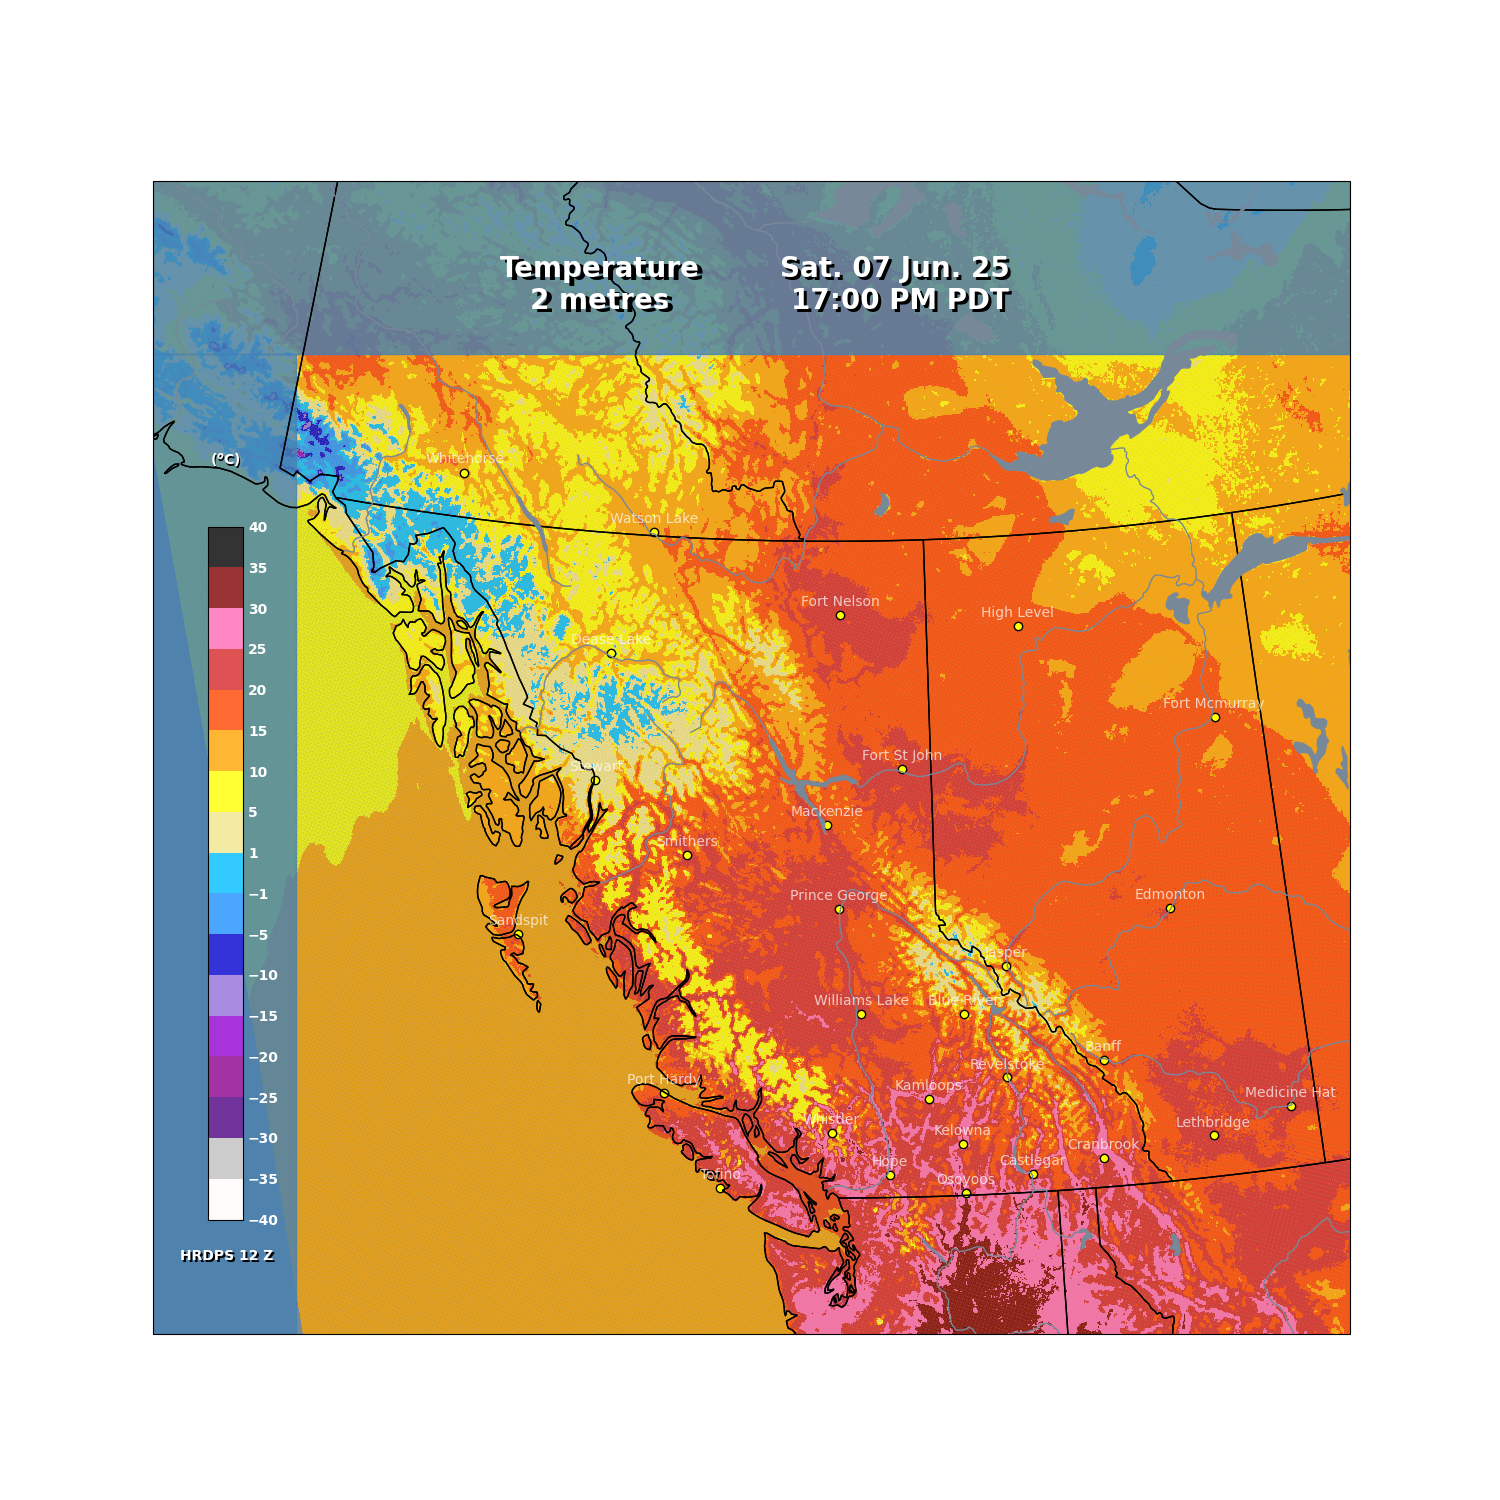 Temperature
2 metres
Sat. 07 Jun. 25
17:00 PM PDT
(°C)
40
35
30
25
20
15
10
5
1
−1
−5
−10
−15
−20
−25
−30
−35
−40
HRDPS 12 Z
Whitehorse
Watson Lake
Fort Nelson
High Level
Dease Lake
Fort Mcmurray
Fort St John
Stewart
Mackenzie
Smithers
Prince George
Edmonton
Sandspit
Jasper
Williams Lake
Blue River
Banff
Revelstoke
Port Hardy
Kamloops
Medicine Hat
Whistler
Lethbridge
Kelowna
Cranbrook
Hope
Castlegar
Tofino
Osoyoos